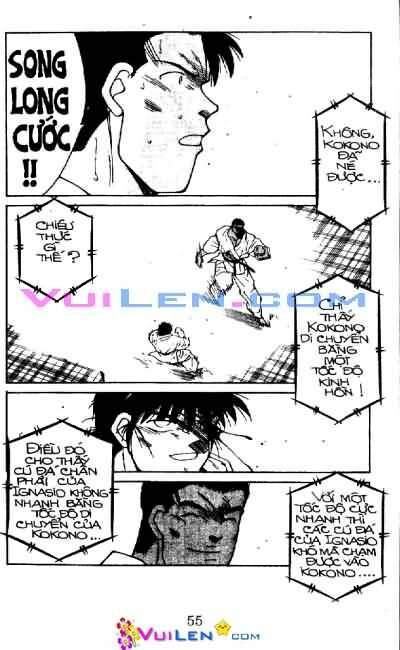 SONG
LONG
CƯỚC
!!
KHÔNG,
KOKONO
ĐÃ
NÉ
ĐƯỢC...
CHIÊU
THỨC
GÌ
THẾ?
VUILEN.COM
CHỈ
THẤY
KOKONO
DI CHUYỂN
BẰNG
MỘT
TỐC ĐỘ
KINH
HỒN!
ĐIỀU ĐÓ
CHO THẤY
CÚ ĐÁ CHÂN
PHẢI CỦA
IGNASIO KHÔNG
NHANH BẰNG
TỐC ĐỘ DI
CHUYỂN CỦA
KOKONO...
VỚI MỘT
TỐC ĐỘ CỰC
NHANH THÌ
CÁC CÚ ĐÁ
CỦA IGNASIO
KHÓ MÀ CHẠM
ĐƯỢC VÀO
KOKONO....
55
VUILEN.COM